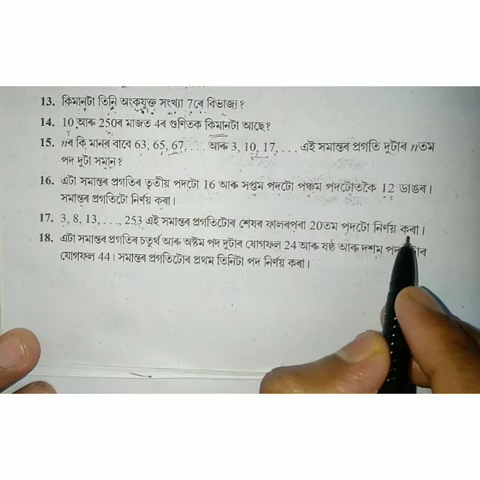 13. কিমানটা তিনি অংকযুক্ত সংখ্যা 7ৰে বিভাজ্য?
14. 10 আৰু 250ৰ মাজত 4ৰ গুণিতক কিমানটা আছে?
15. nৰ কি মানৰ বাবে 63, 65, 67, আৰু 3, 10, 17, . . . এই সমান্তৰ প্ৰগতি দুটাৰ nতম
পদ দুটা সমান?
16. এটা সমান্তৰ প্ৰগতিৰ তৃতীয় পদটো 16 আৰু সপ্তম পদটো পঞ্চম পদটোতকৈ 12 ডাঙৰ।
সমান্তৰ প্ৰগতিটো নিৰ্ণয় কৰা।
17. 3, 8, 13, . . ., 253 এই সমান্তৰ প্ৰগতিটোৰ শেষৰ ফালৰপৰা 20তম পদটো নিৰ্ণয় কৰা।
18. এটা সমান্তৰ প্ৰগতিৰ চতুৰ্থ আৰু অষ্টম পদ দুটাৰ যোগফল 24 আৰু ষষ্ঠ আৰু দশম পদ
যোগফল 44। সমান্তৰ প্ৰগতিটোৰ প্ৰথম তিনিটা পদ নিৰ্ণয় কৰা।